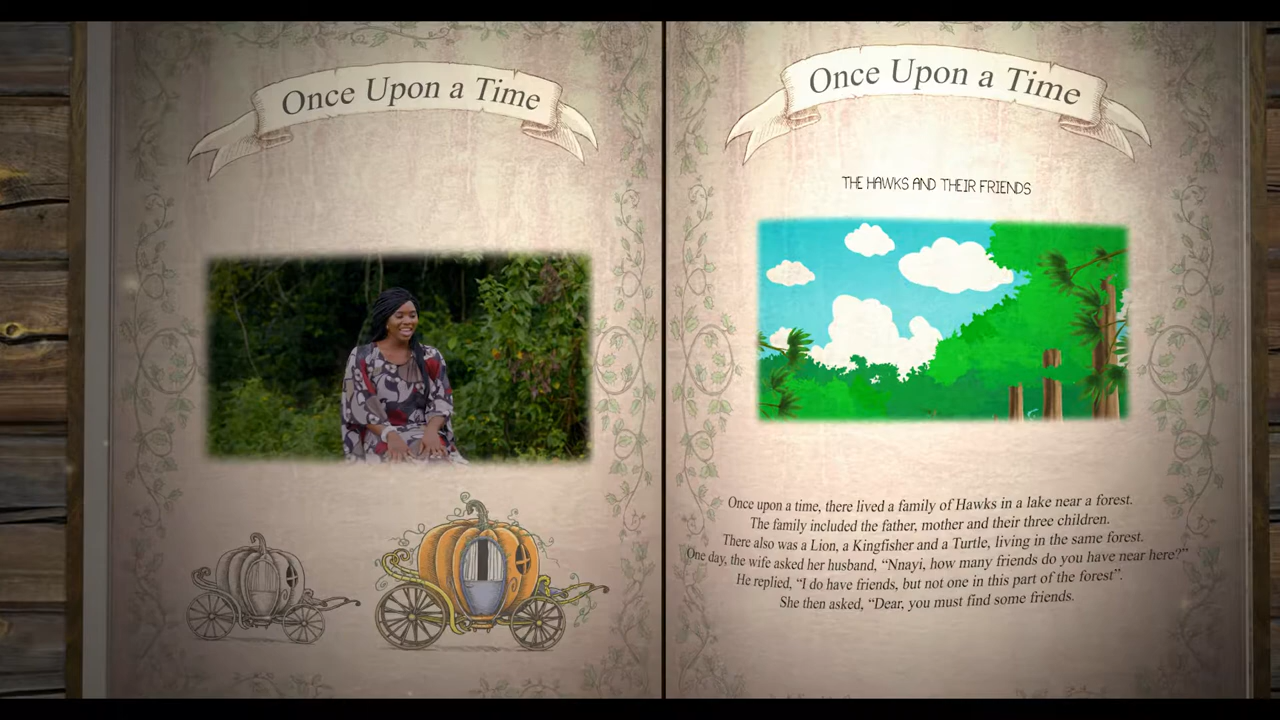 Once Upon a Time
Once Upon a Time
THE HAWKS AND THEIR FRIENDS
Once upon a time, there lived a family of Hawks in a lake near a forest.
The family included the father, mother and their three children.
There also was a Lion, a Kingfisher and a Turtle, living in the same forest.
One day, the wife asked her husband, “Nnayi, how many friends do you have near here?”
He replied, “I do have friends, but not one in this part of the forest”.
She then asked, “Dear, you must find some friends.